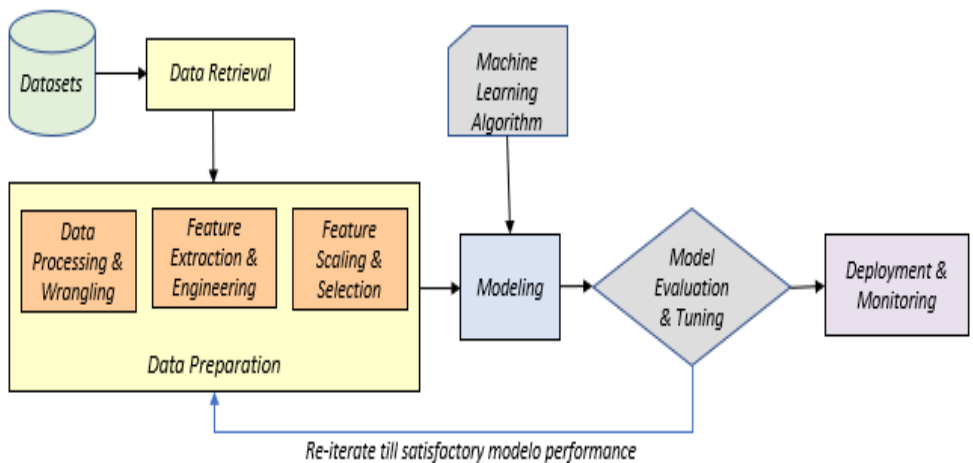 Datasets
Data Retrieval
Machine
Learning
Algorithm
Data
Processing &
Wrangling
Feature
Extraction &
Engineering
Feature
Scaling &
Selection
Data Preparation
Modeling
Model
Evaluation
& Tuning
Deployment &
Monitoring
Re-iterate till satisfactory modelo performance